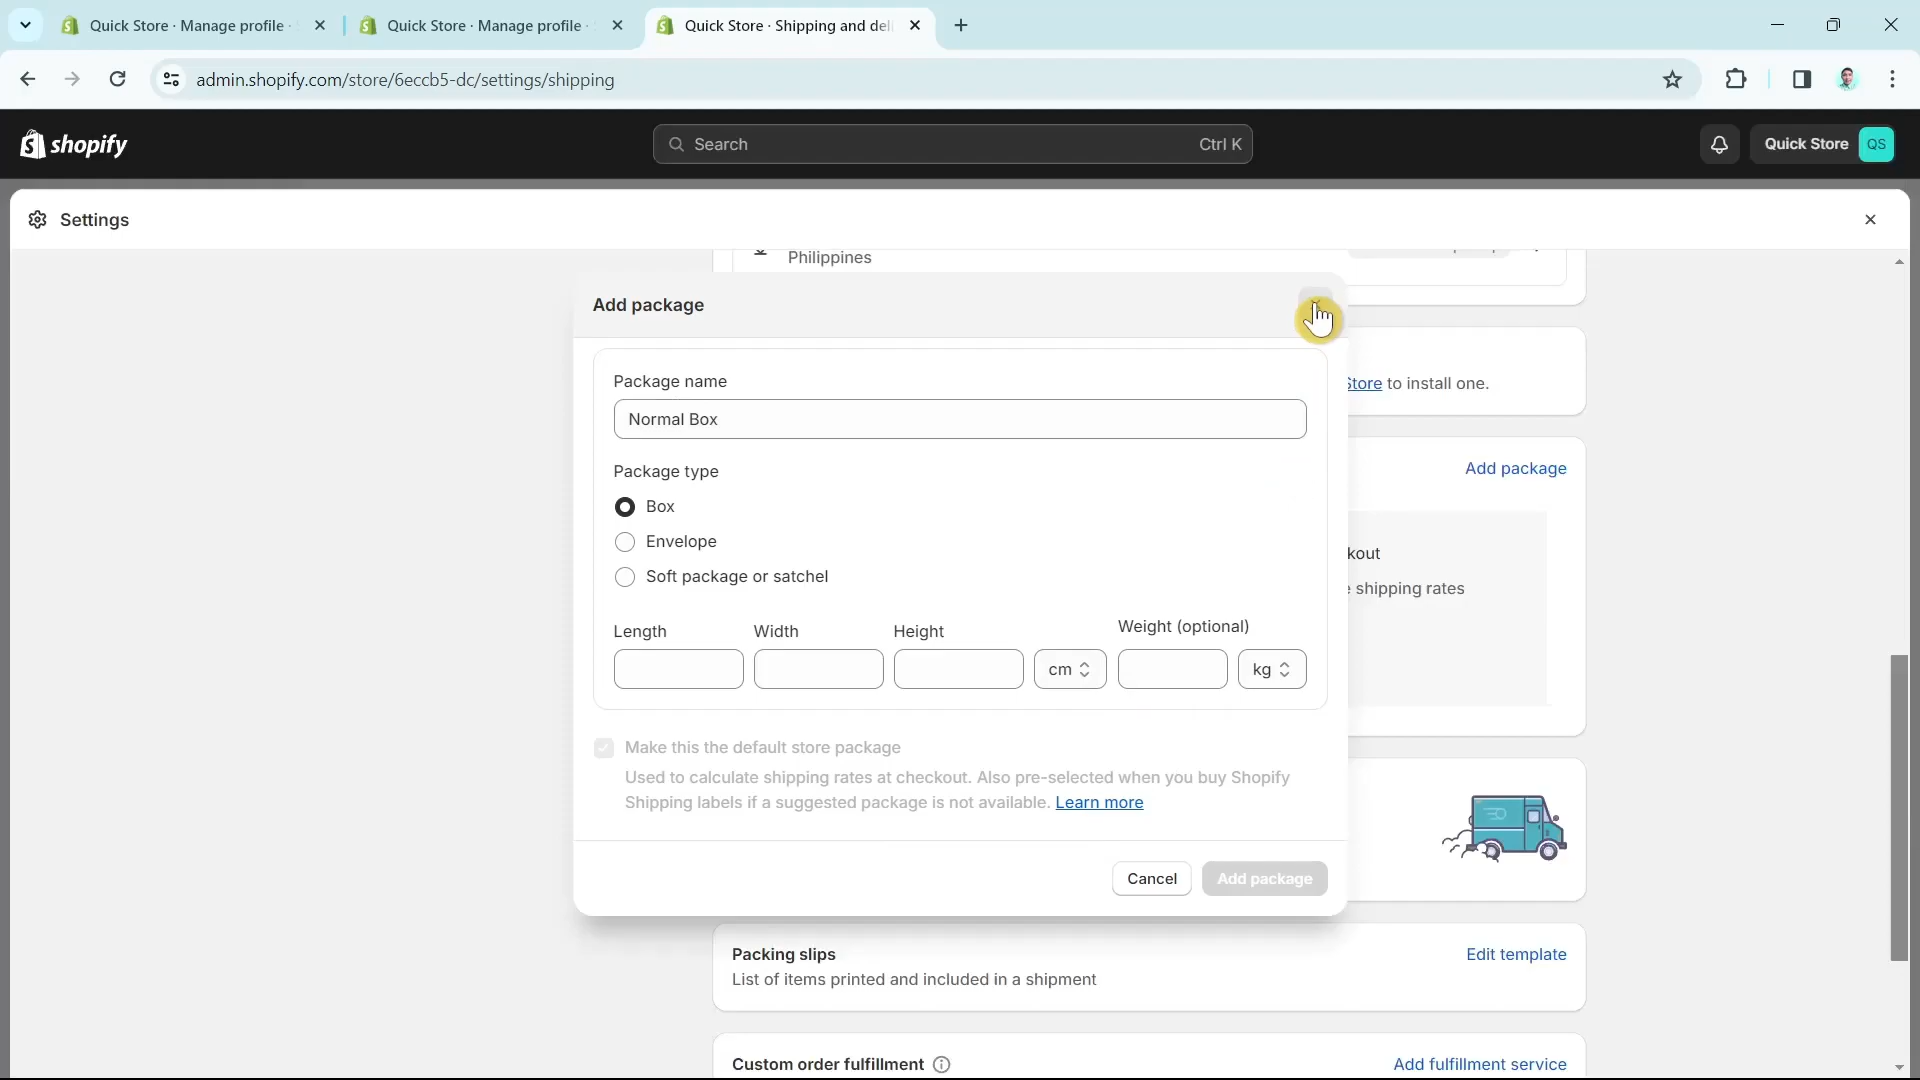 Quick Store · Manage profile ·
Quick Store · Manage profile ·
Quick Store · Shipping and deli
admin.shopify.com/store/6eccb5-dc/settings/shipping
shopify
Search
Ctrl K
Quick Store
QS
Settings
Philippines
Add package
Package name
Store to install one.
Normal Box
Package type
Add package
Box
Envelope
kout
Soft package or satchel
shipping rates
Length
Width
Height
Weight (optional)
cm
kg
Make this the default store package
Used to calculate shipping rates at checkout. Also pre-selected when you buy Shopify
Shipping labels if a suggested package is not available. Learn more
Cancel
Add package
Packing slips
Edit template
List of items printed and included in a shipment
Custom order fulfillment
Add fulfillment service